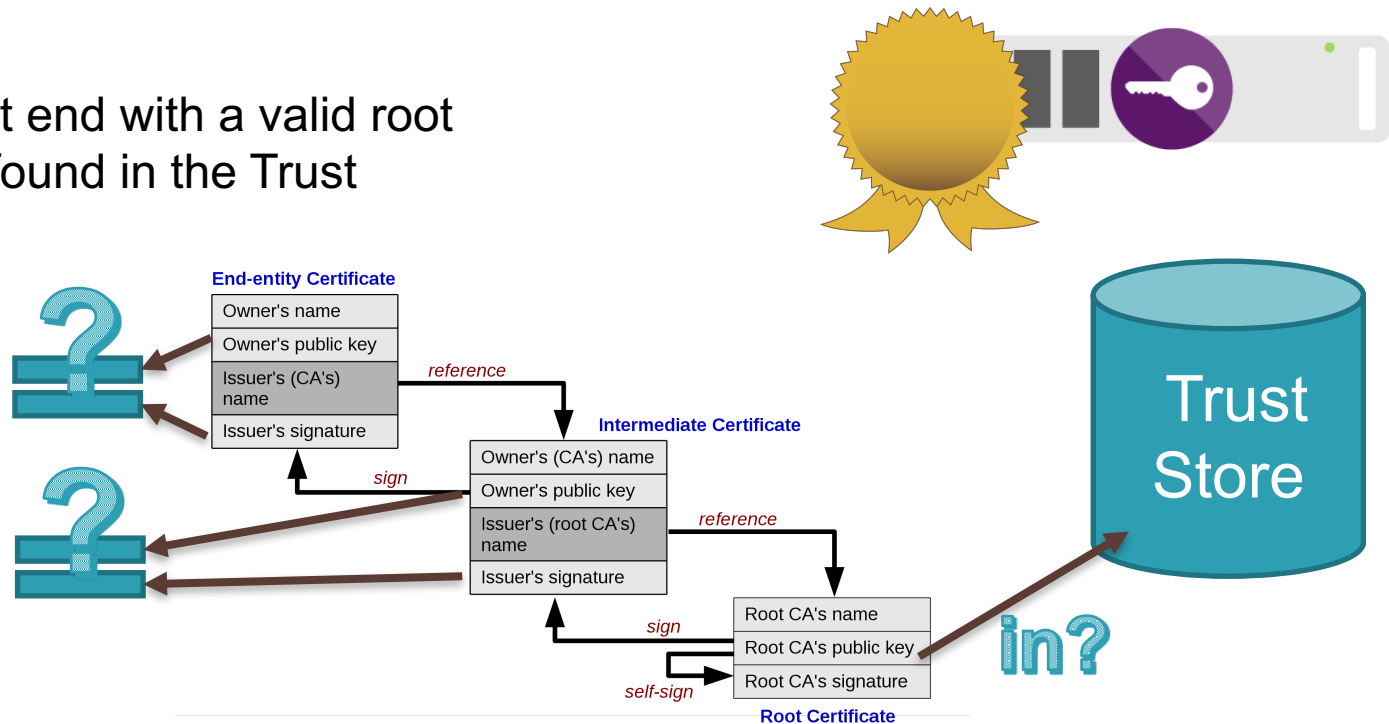 t end with a valid root
ound in the Trust
End-entity Certificate
Owner's name
Owner's public key
Issuer's (CA's)
name
Issuer's signature
reference
sign
Intermediate Certificate
Owner's (CA's) name
Owner's public key
Issuer's (root CA's)
name
Issuer's signature
reference
sign
self-sign
Root CA's name
Root CA's public key
Root CA's signature
Root Certificate
?
?
Trust
Store
in?